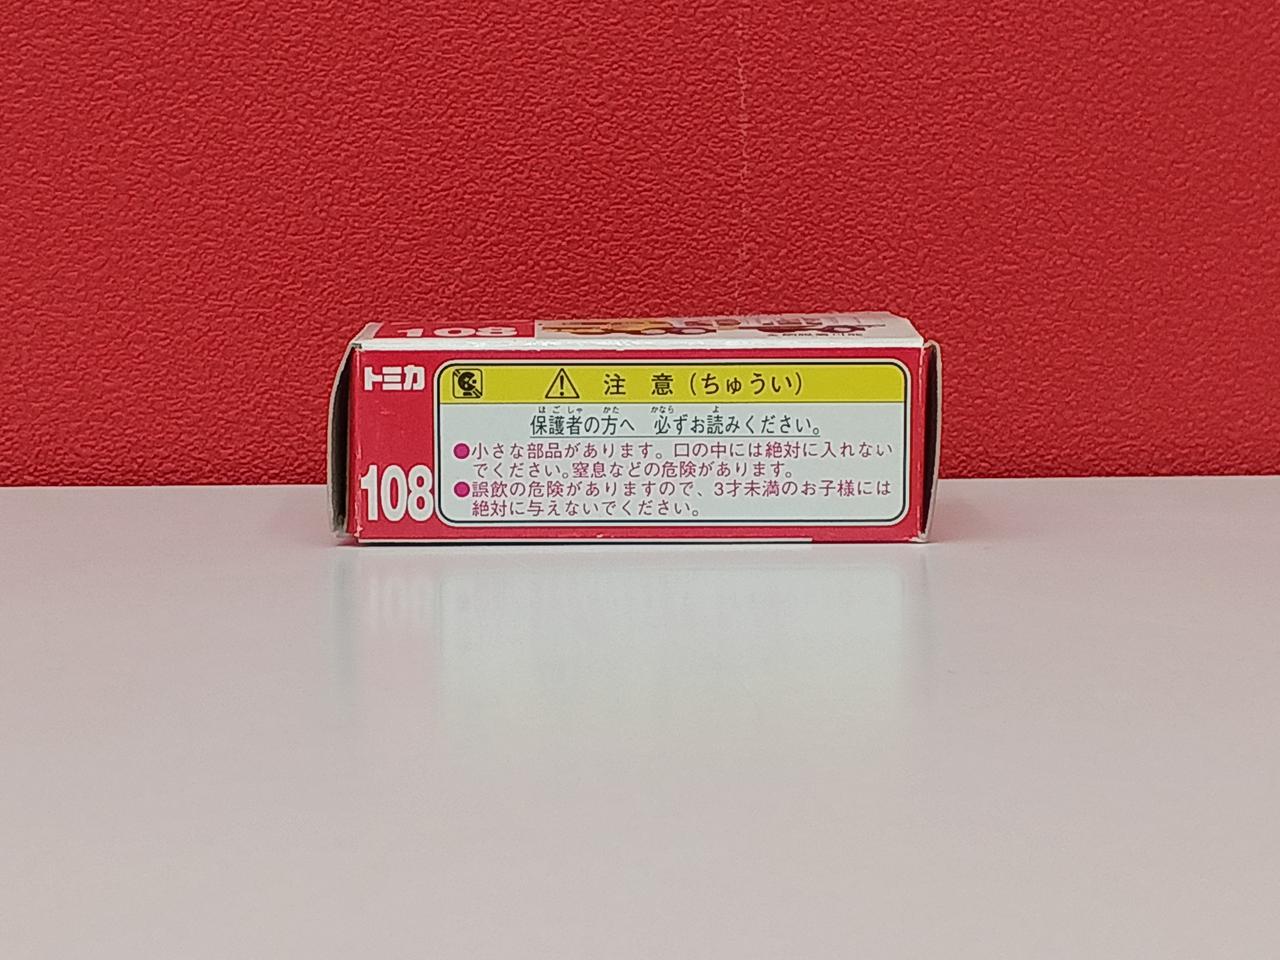 108
トミカ
108
注意(ちゅうい)
保護者の方へ 必ずお読みください。
ほごしゃ かた かなら よ
●小さな部品があります。口の中には絶対に入れない
でください。窒息などの危険があります。
●誤飲の危険がありますので、3才未満のお子様には
絶対に与えないでください。